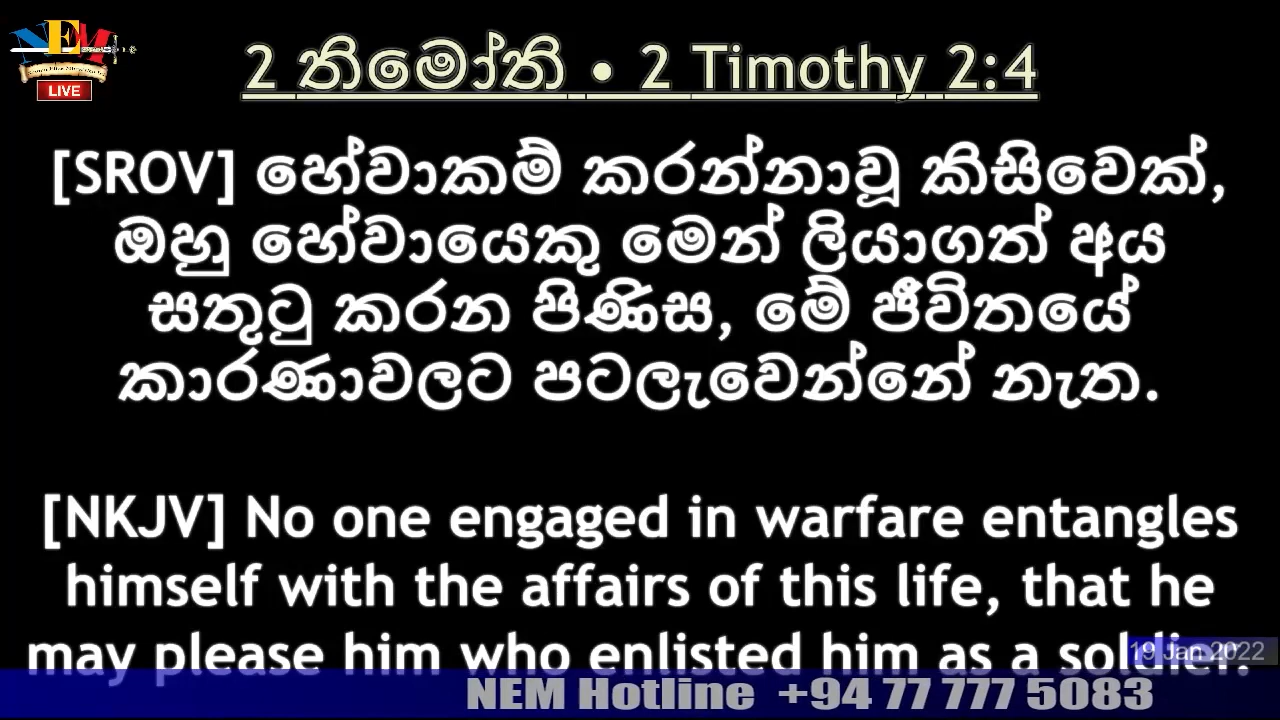 NEM
LIVE
2 තිමෝති • 2 Timothy 2:4
[SROV] හේවාකම් කරන්නාවූ කිසිවෙක්,
ඔහු හේවායෙකු මෙන් ලියාගත් අය
සතුටු කරන පිණිස, මේ ජීවිතයේ
කාරණාවලට පටලැවෙන්නේ නැත.
[NKJV] No one engaged in warfare entangles
himself with the affairs of this life, that he
may please him who enlisted him as a soldier.
19 Jan 2022
NEM Hotline +94 77 777 5083